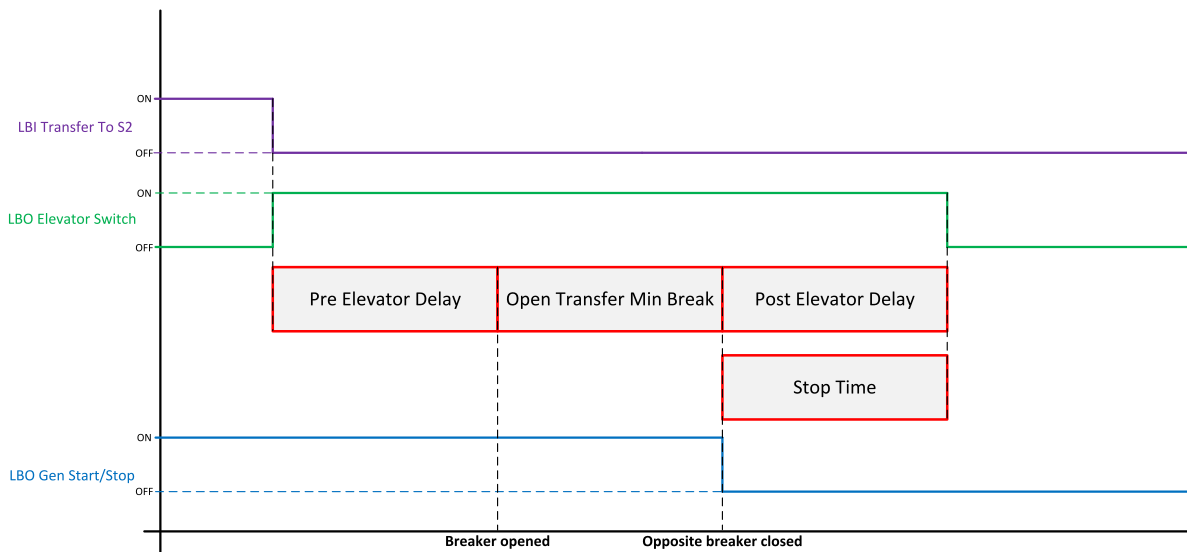 ON
LBI Transfer To S2
OFF
ON
LBO Elevator Switch
OFF
Pre Elevator Delay
Open Transfer Min Break
Post Elevator Delay
Stop Time
ON
LBO Gen Start/Stop
OFF
Breaker opened
Opposite breaker closed